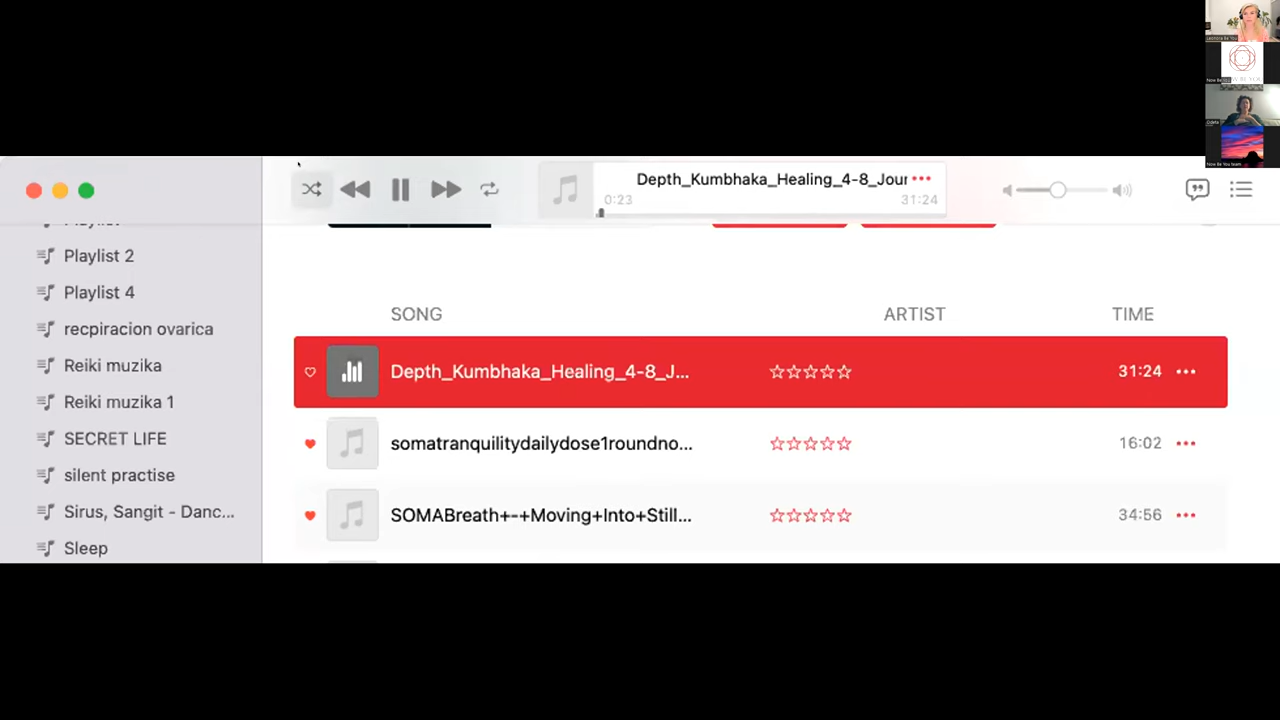 Depth_Kumbhaka_Healing_4-8_Jour
0:23
31:24
Playlist 2
Playlist 4
recpiracion ovarica
Reiki muzika
Reiki muzika 1
SECRET LIFE
silent practise
Sirus, Sangit - Danc...
Sleep
SONG ARTIST TIME
Depth_Kumbhaka_Healing_4-8_J... 31:24
somatranquilitydailydose1roundno... 16:02
SOMABreath+-+Moving+Into+Still... 34:56